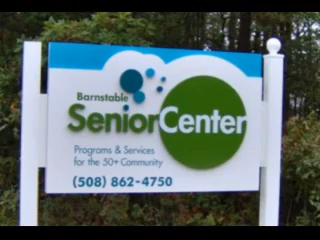 Barnstable
SeniorCenter
Programs & Services
for the 50+ Community
(508) 862-4750